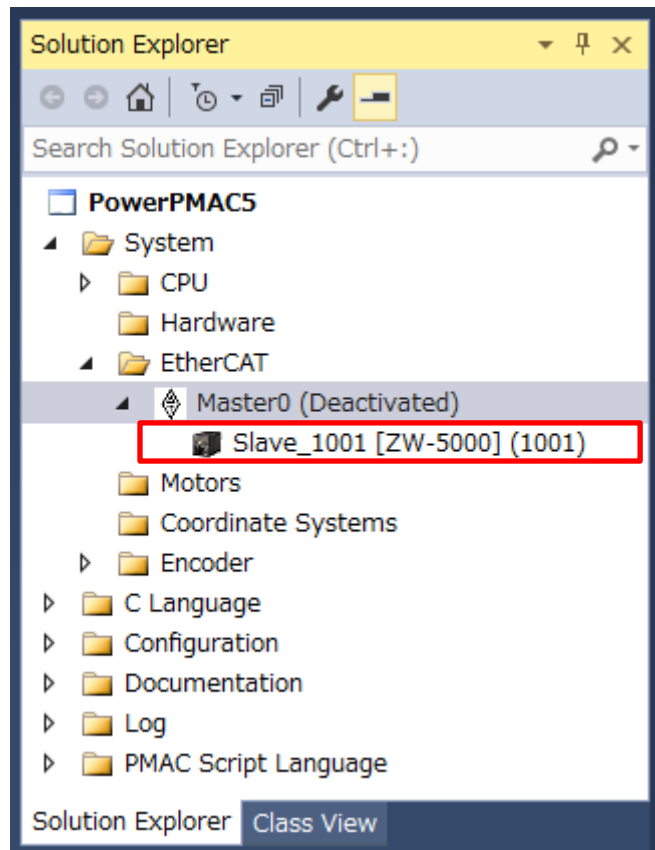 Solution Explorer
Search Solution Explorer (Ctrl+:)
PowerPMAC5
System
CPU
Hardware
EtherCAT
Master0 (Deactivated)
Slave_1001 [ZW-5000] (1001)
Motors
Coordinate Systems
Encoder
C Language
Configuration
Documentation
Log
PMAC Script Language
Solution Explorer Class View